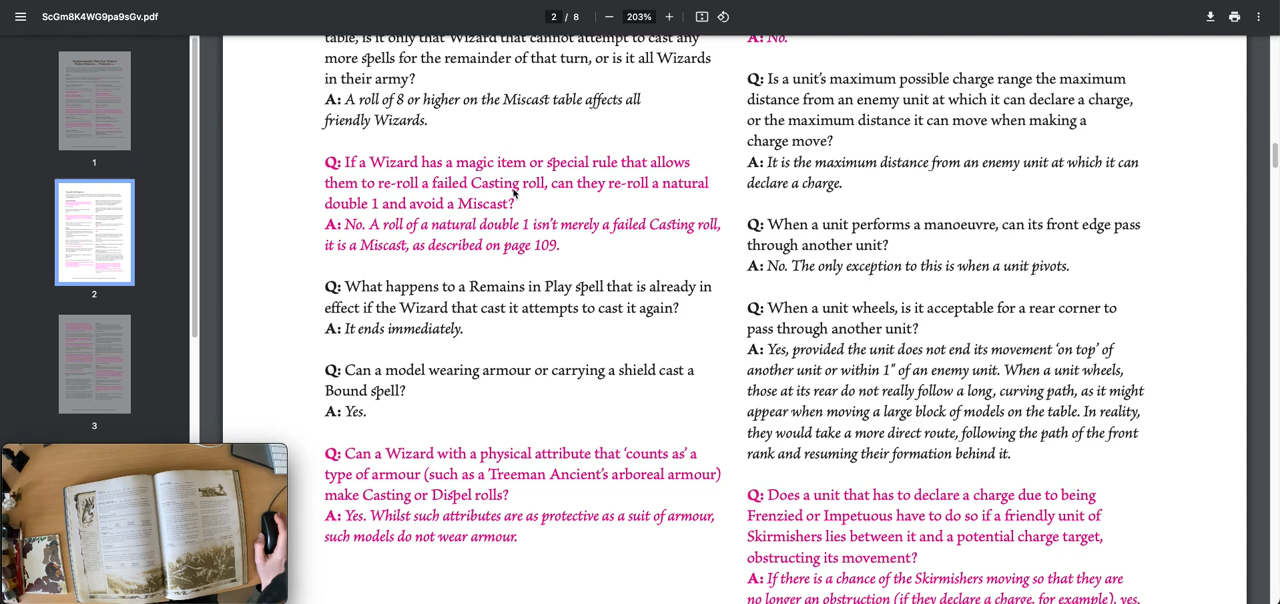 ScGm8K4WG9pa9sGv.pdf
2 / 8
203%
1
2
3
table, is it only that Wizard that cannot attempt to cast any
more spells for the remainder of that turn, or is it all Wizards
in their army?
A: A roll of 8 or higher on the Miscast table affects all
friendly Wizards.
Q: If a Wizard has a magic item or special rule that allows
them to re-roll a failed Casting roll, can they re-roll a natural
double 1 and avoid a Miscast?
A: No. A roll of a natural double 1 isn't merely a failed Casting roll,
it is a Miscast, as described on page 109.
Q: What happens to a Remains in Play spell that is already in
effect if the Wizard that cast it attempts to cast it again?
A: It ends immediately.
Q: Can a model wearing armour or carrying a shield cast a
Bound spell?
A: Yes.
Q: Can a Wizard with a physical attribute that ‘counts as’ a
type of armour (such as a Treeman Ancient's arboreal armour)
make Casting or Dispel rolls?
A: Yes. Whilst such attributes are as protective as a suit of armour,
such models do not wear armour.
A: No.
Q: Is a unit's maximum possible charge range the maximum
distance from an enemy unit at which it can declare a charge,
or the maximum distance it can move when making a
charge move?
A: It is the maximum distance from an enemy unit at which it can
declare a charge.
Q: When a unit performs a manoeuvre, can its front edge pass
through another unit?
A: No. The only exception to this is when a unit pivots.
Q: When a unit wheels, is it acceptable for a rear corner to
pass through another unit?
A: Yes, provided the unit does not end its movement ‘on top’ of
another unit or within 1" of an enemy unit. When a unit wheels,
those at its rear do not really follow a long, curving path, as it might
appear when moving a large block of models on the table. In reality,
they would take a more direct route, following the path of the front
rank and resuming their formation behind it.
Q: Does a unit that has to declare a charge due to being
Frenzied or Impetuous have to do so if a friendly unit of
Skirmishers lies between it and a potential charge target,
obstructing its movement?
A: If there is a chance of the Skirmishers moving so that they are
no longer an obstruction (if they declare a charge, for example), yes.